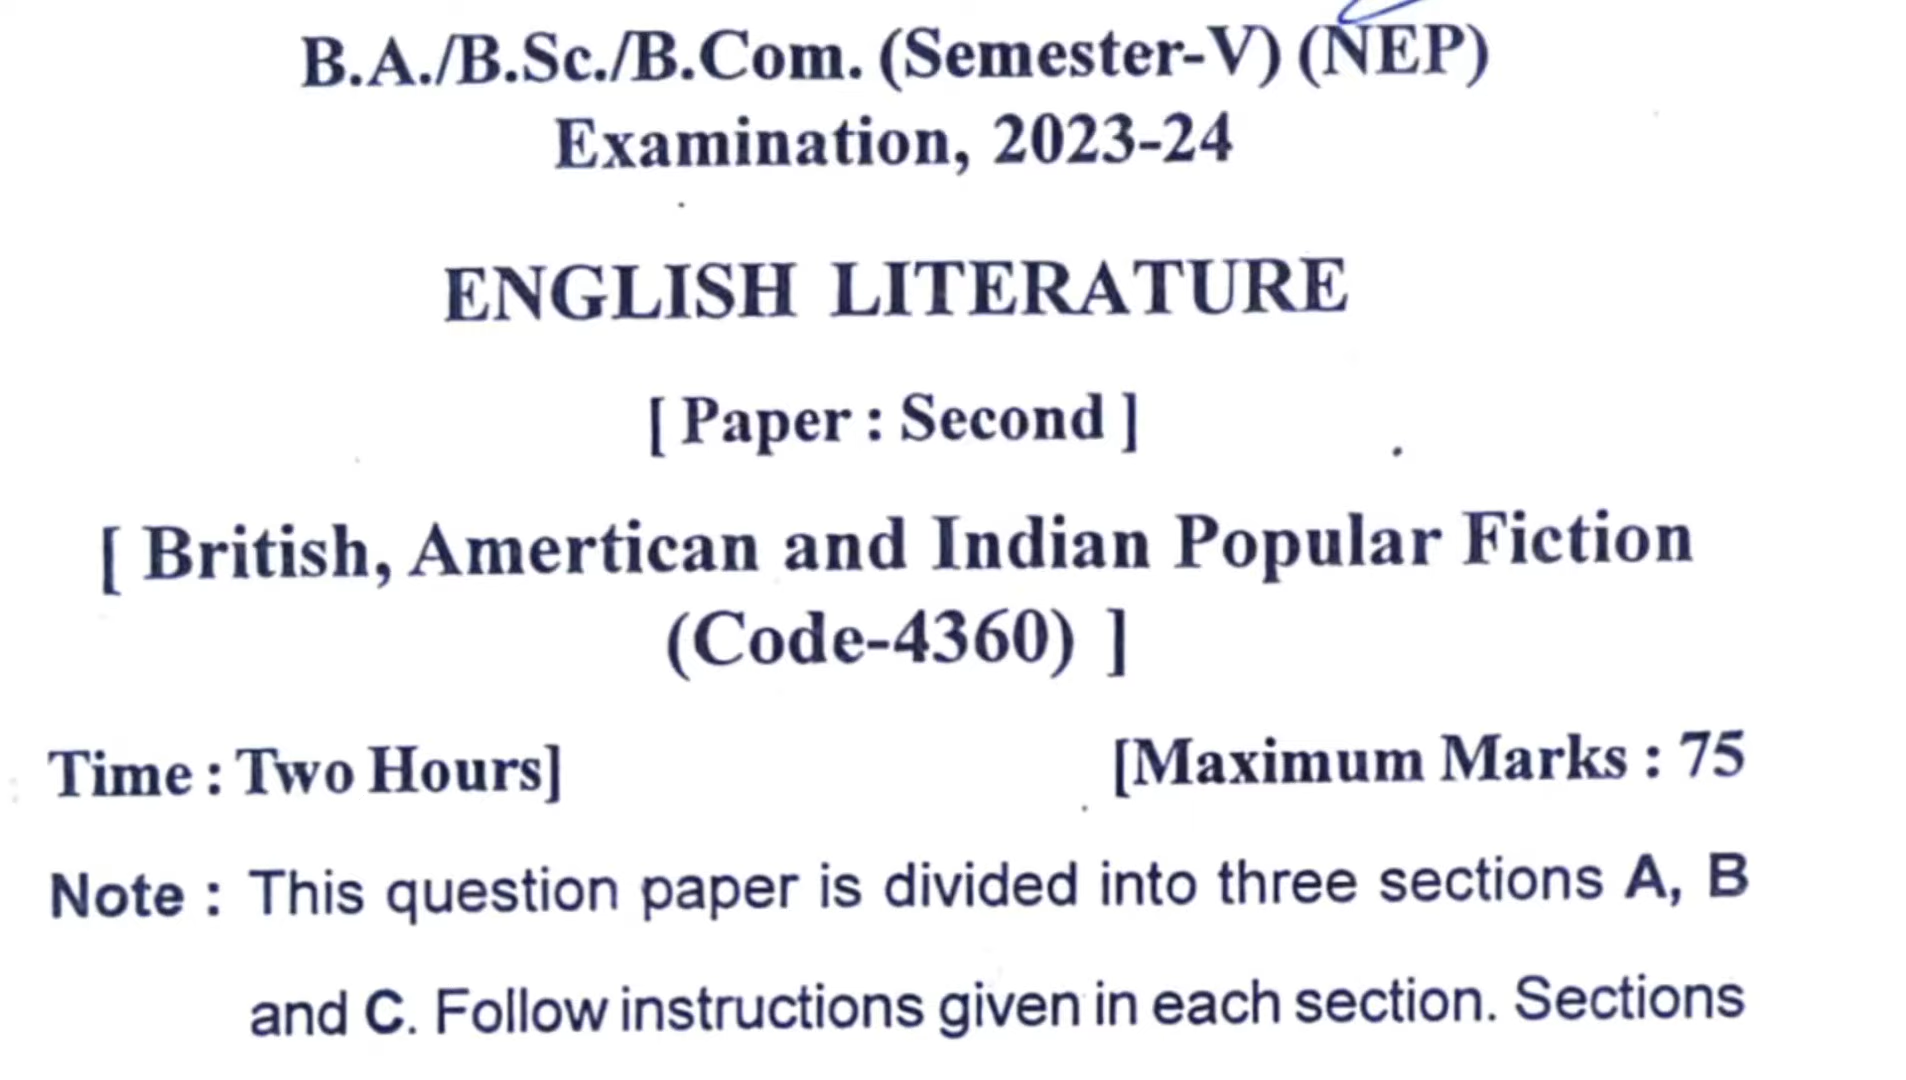 B.A./B.Sc./B.Com. (Semester-V) (NEP)
Examination, 2023-24
ENGLISH LITERATURE
[ Paper : Second ]
[ British, Amertican and Indian Popular Fiction
(Code-4360) ]
Time : Two Hours] [Maximum Marks : 75
Note : This question paper is divided into three sections A, B
and C. Follow instructions given in each section. Sections